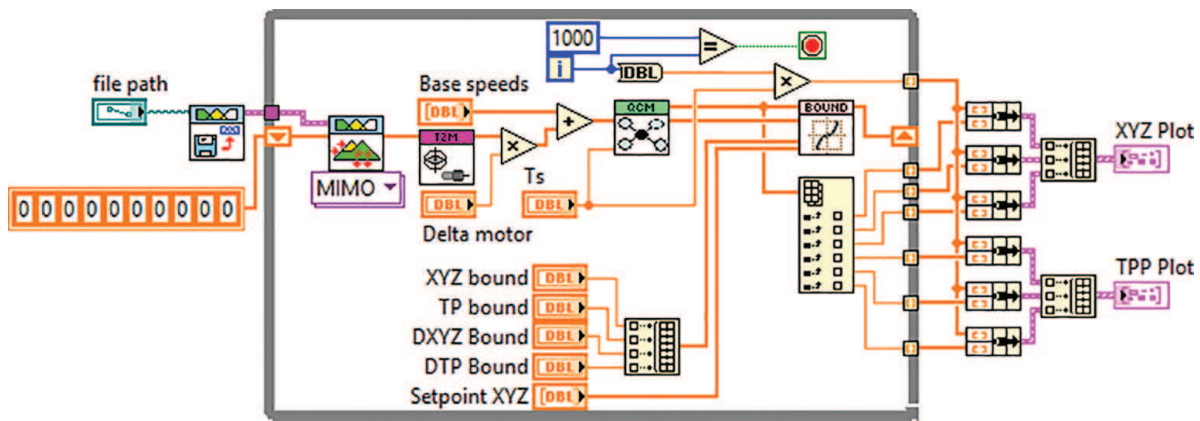 1000
=
i
DBL
×
file path
Base speeds
[DBL]
+
QCM
BOUND
XYZ Plot
T2M
×
MIMO
Ts
DBL
DBL
0 0 0 0 0 0 0 0 0 0
Delta motor
XYZ bound
DBL
TP bound
DBL
DXYZ Bound
DBL
DTP Bound
DBL
Setpoint XYZ
[DBL]
TPP Plot